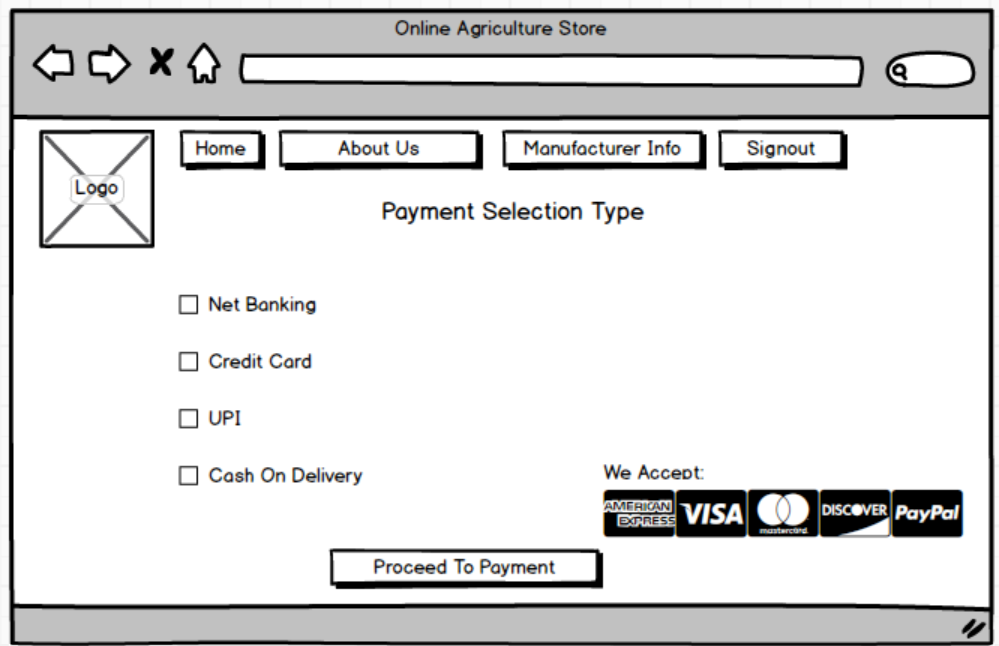 Online Agriculture Store
Logo
Home
About Us
Manufacturer Info
Signout
Payment Selection Type
Net Banking
Credit Card
UPI
Cash On Delivery
We Accept:
AMERICAN EXPRESS
VISA
mastercard.
DISCOVER
PayPal
Proceed To Payment